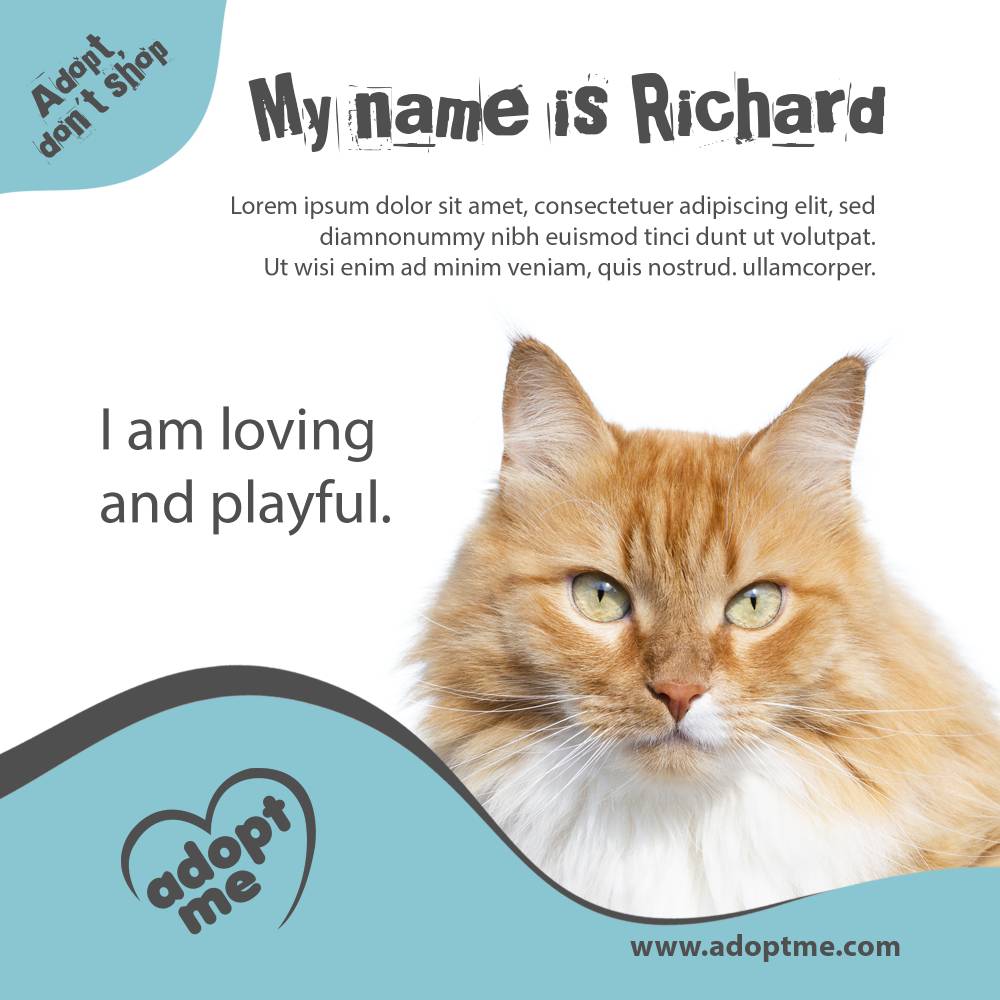 Adopt,
don't shop
My name is Richard
Lorem ipsum dolor sit amet, consectetuer adipiscing elit, sed
diamnonummy nibh euismod tinci dunt ut volutpat.
Ut wisi enim ad minim veniam, quis nostrud. ullamcorper.
I am loving
and playful.
adopt
me
www.adoptme.com